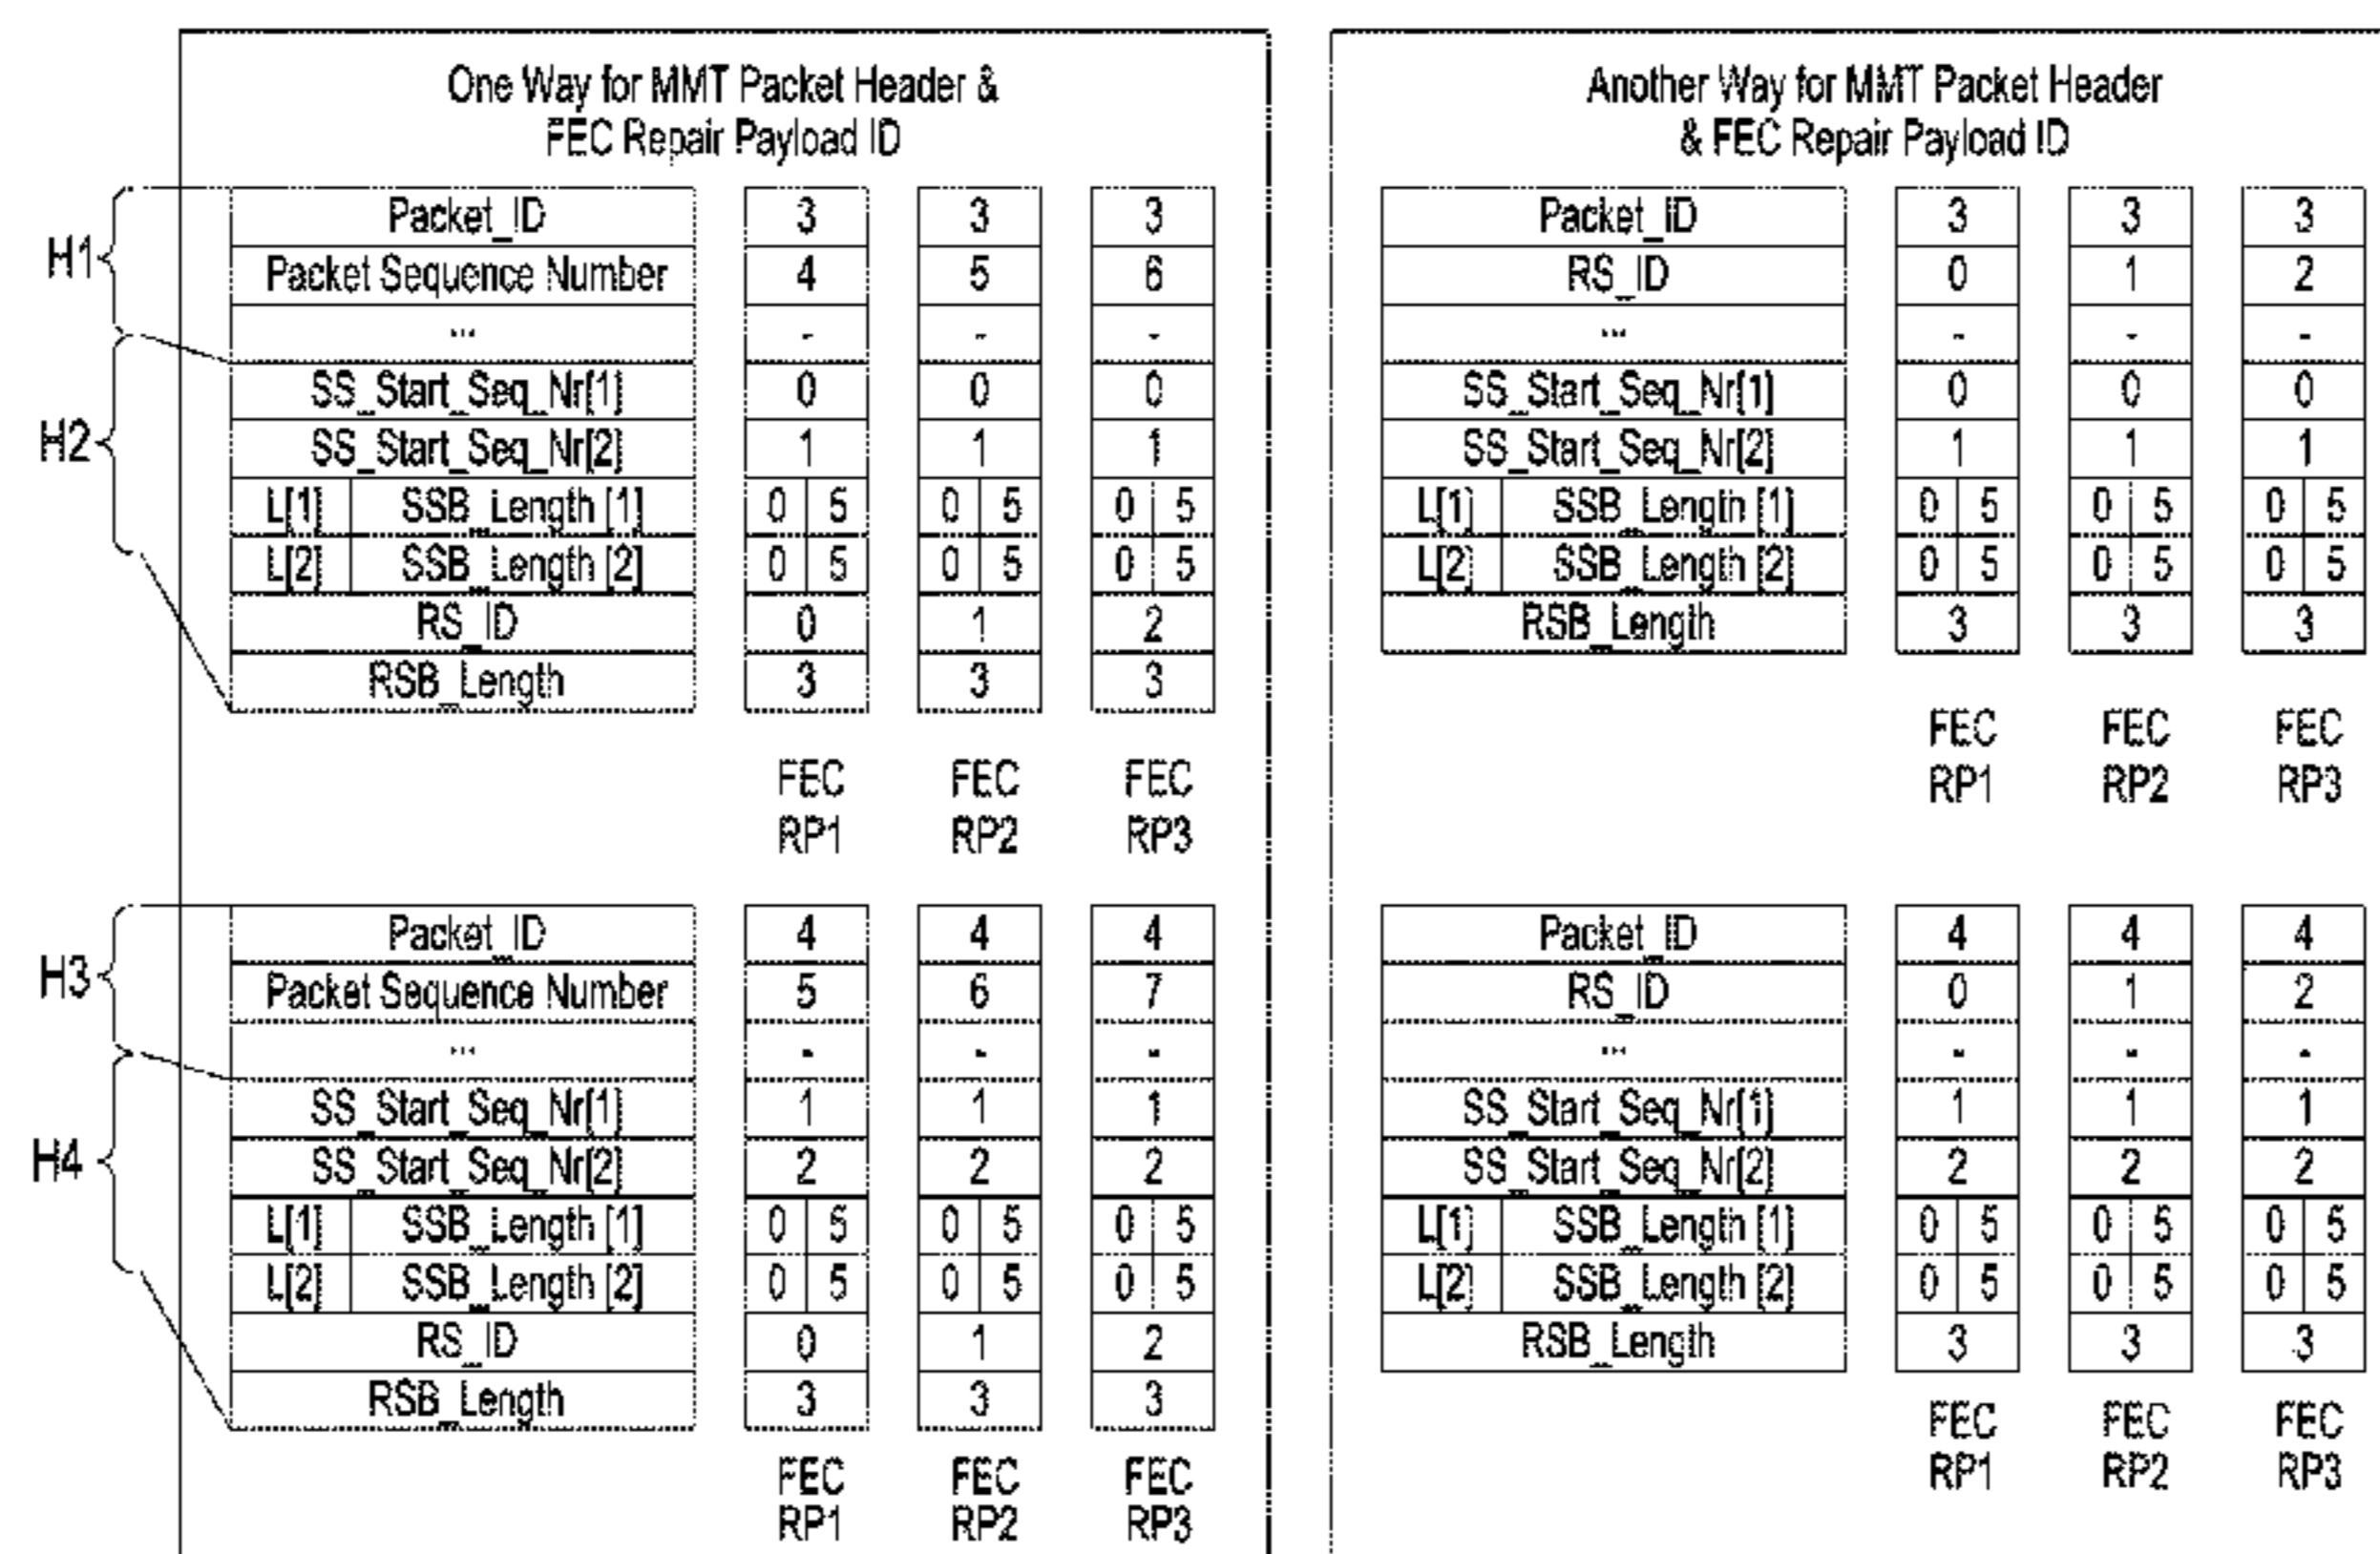 One Way for MMT Packet Header &
FEC Repair Payload ID
H1
Packet_ID 3 3 3
Packet Sequence Number 4 5 6
... - - -
H2
SS_Start_Seq_Nr[1] 0 0 0
SS_Start_Seq_Nr[2] 1 1 1
L[1] SSB_Length [1] 0 5 0 5 0 5
L[2] SSB_Length [2] 0 5 0 5 0 5
RS_ID 0 1 2
RSB_Length 3 3 3
FEC FEC FEC
RP1 RP2 RP3
H3
Packet_ID 4 4 4
Packet Sequence Number 5 6 7
... - - -
H4
SS_Start_Seq_Nr[1] 1 1 1
SS_Start_Seq_Nr[2] 2 2 2
L[1] SSB_Length [1] 0 5 0 5 0 5
L[2] SSB_Length [2] 0 5 0 5 0 5
RS_ID 0 1 2
RSB_Length 3 3 3
FEC FEC FEC
RP1 RP2 RP3
Another Way for MMT Packet Header
& FEC Repair Payload ID
Packet_ID 3 3 3
RS_ID 0 1 2
... - - -
SS_Start_Seq_Nr[1] 0 0 0
SS_Start_Seq_Nr[2] 1 1 1
L[1] SSB_Length [1] 0 5 0 5 0 5
L[2] SSB_Length [2] 0 5 0 5 0 5
RSB_Length 3 3 3
FEC FEC FEC
RP1 RP2 RP3
Packet_ID 4 4 4
RS_ID 0 1 2
... - - -
SS_Start_Seq_Nr[1] 1 1 1
SS_Start_Seq_Nr[2] 2 2 2
L[1] SSB_Length [1] 0 5 0 5 0 5
L[2] SSB_Length [2] 0 5 0 5 0 5
RSB_Length 3 3 3
FEC FEC FEC
RP1 RP2 RP3